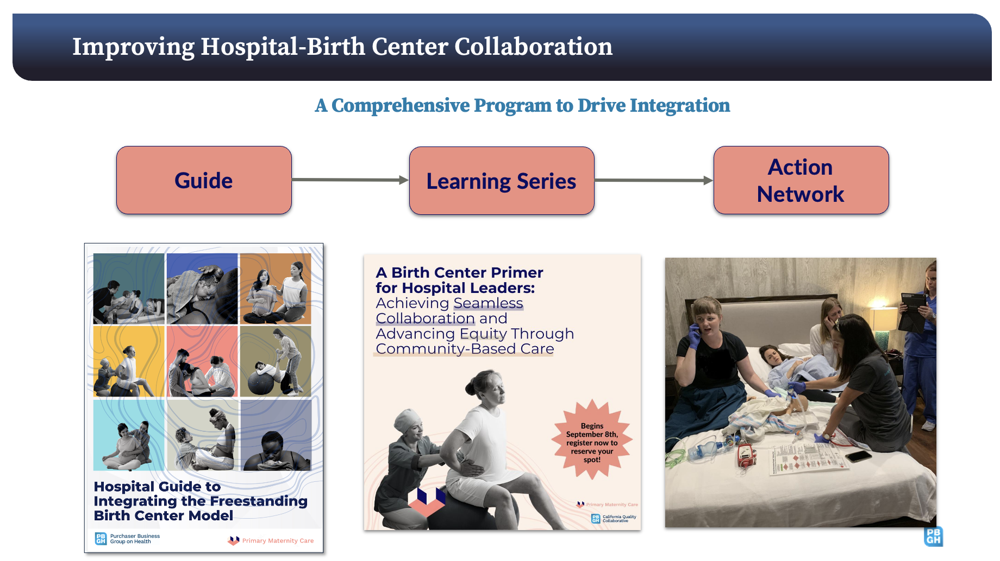 Improving Hospital-Birth Center Collaboration
A Comprehensive Program to Drive Integration
Guide
Learning Series
Action
Network
Hospital Guide to
Integrating the Freestanding
Birth Center Model
PB
GH
Purchaser Business
Group on Health
Primary Maternity Care
A Birth Center Primer
for Hospital Leaders:
Achieving Seamless
Collaboration and
Advancing Equity Through
Community-Based Care
Begins
September 8th,
register now to
reserve your
spot!
Primary Maternity Care
PB
GH
California Quality
Collaborative
PB
GH